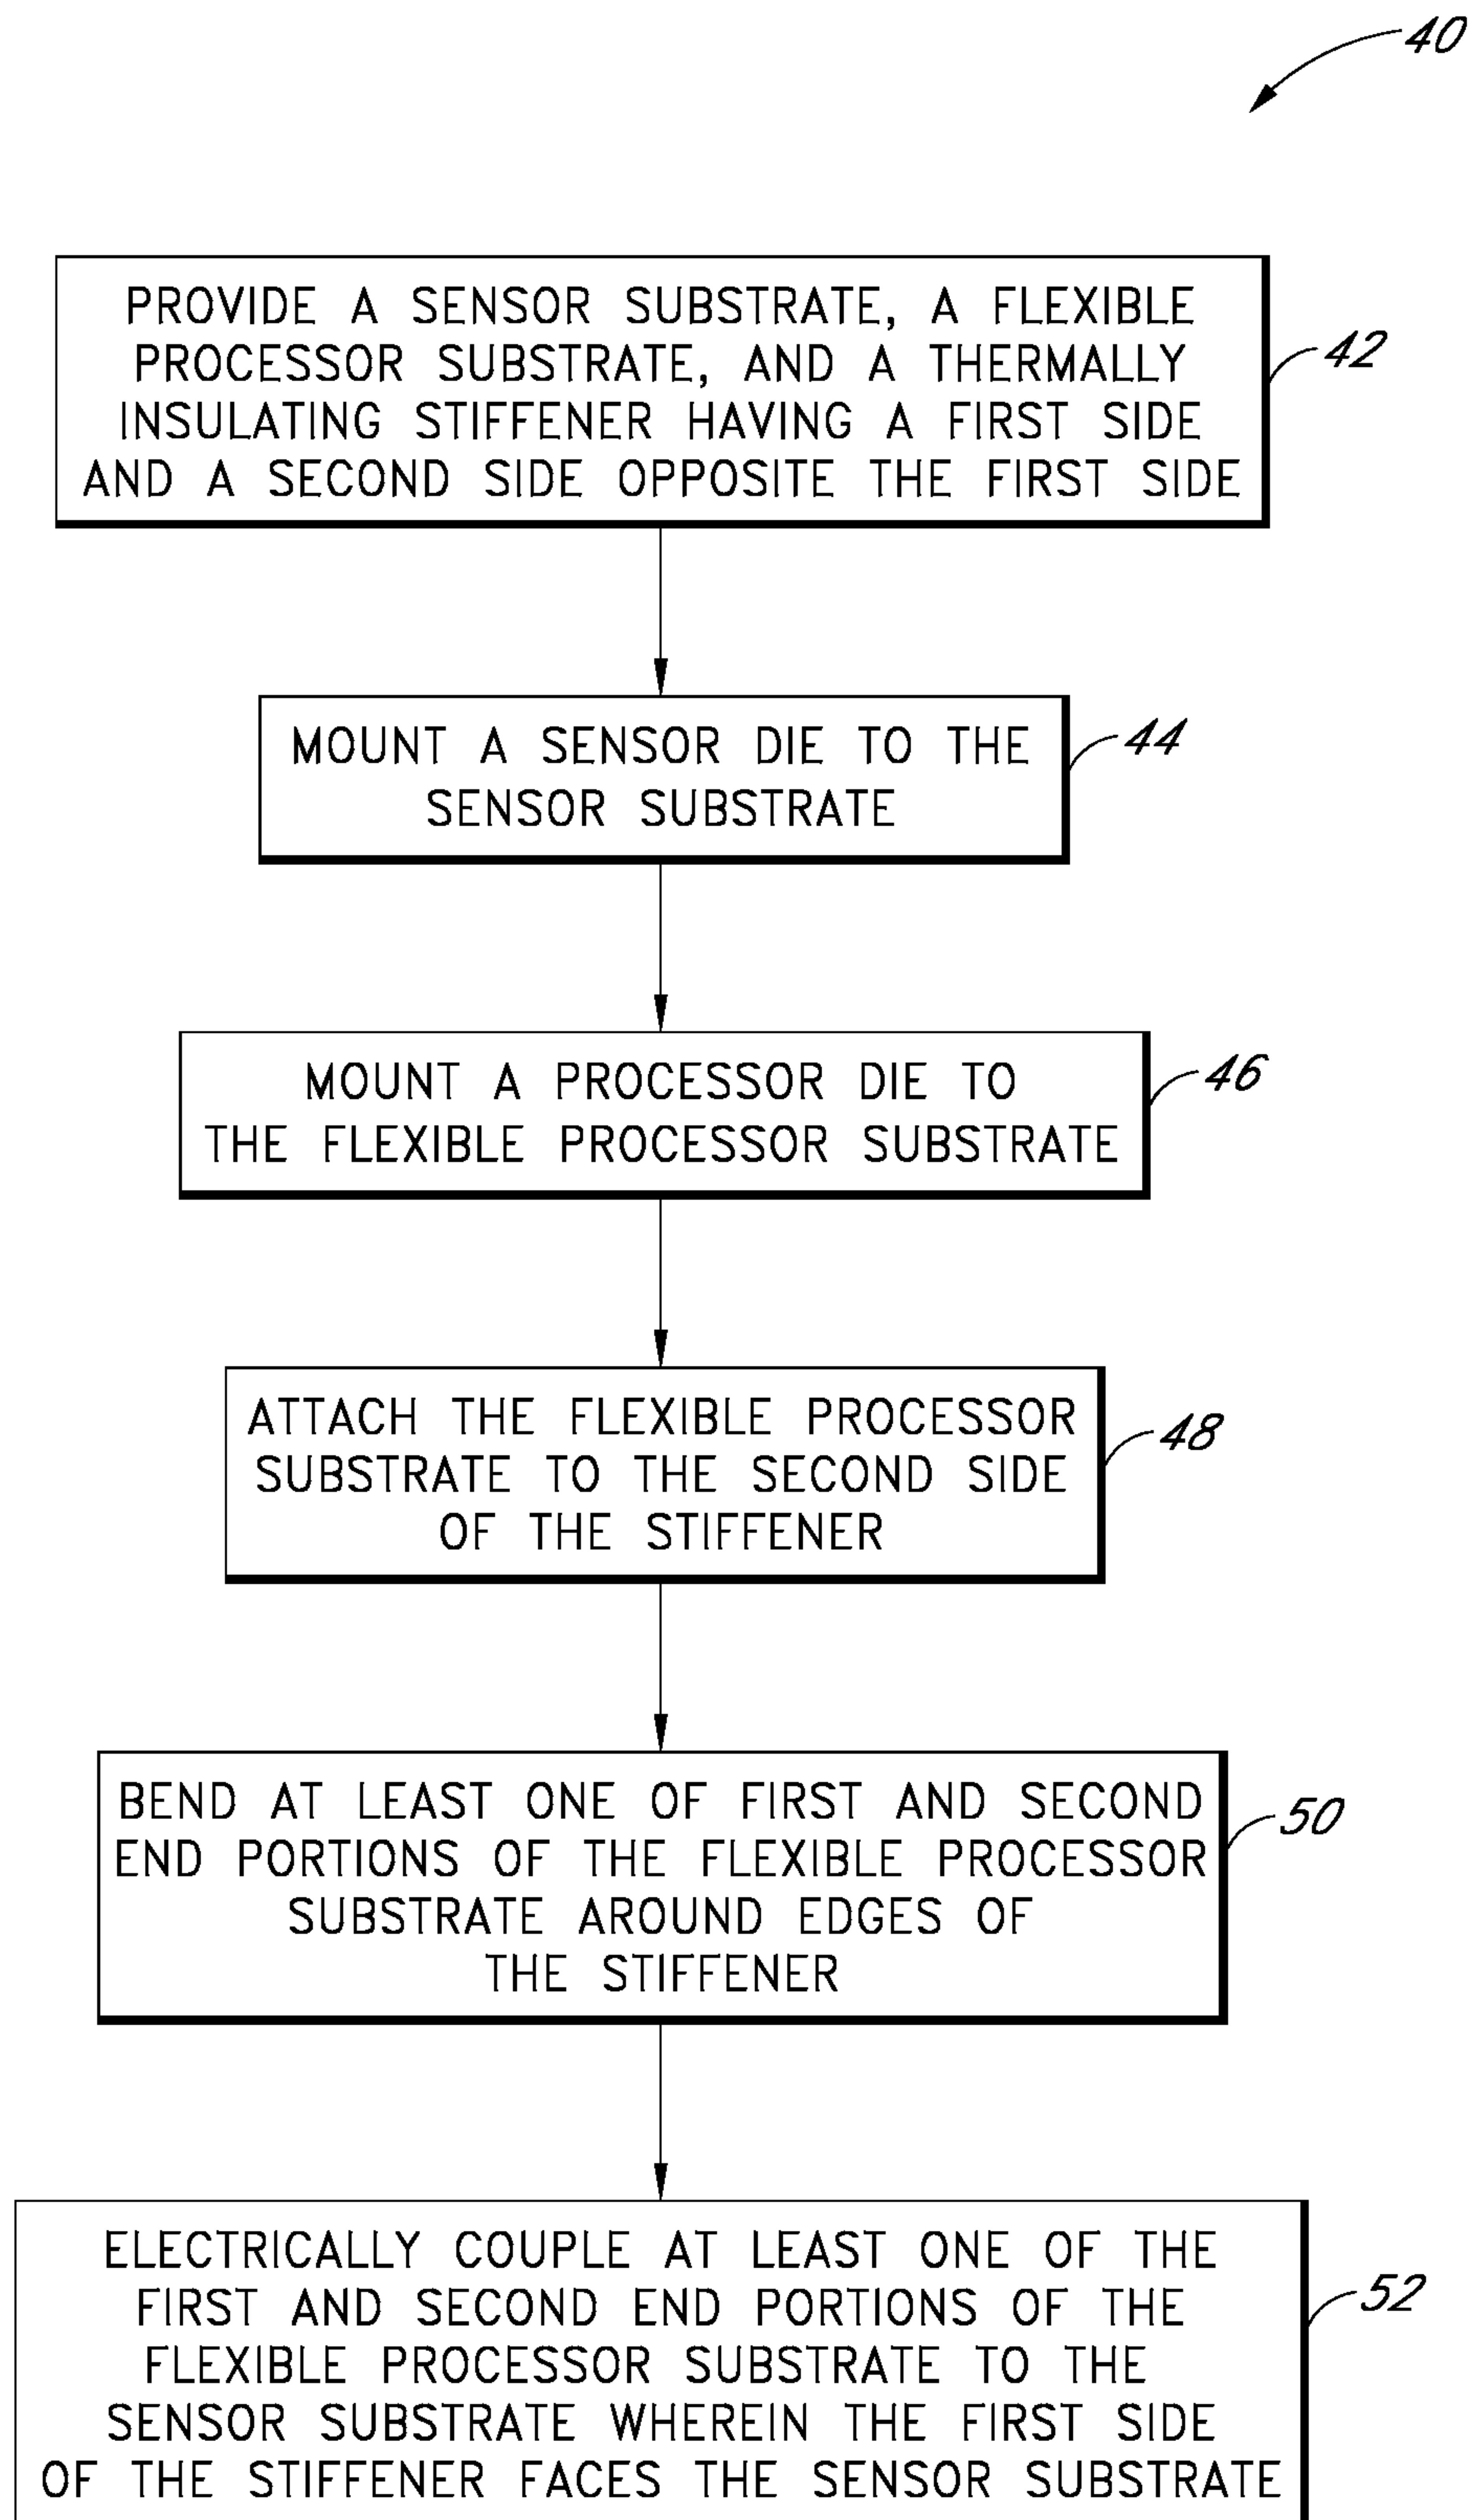 40
PROVIDE A SENSOR SUBSTRATE, A FLEXIBLE
PROCESSOR SUBSTRATE, AND A THERMALLY
INSULATING STIFFENER HAVING A FIRST SIDE
AND A SECOND SIDE OPPOSITE THE FIRST SIDE
42
MOUNT A SENSOR DIE TO THE
SENSOR SUBSTRATE
44
MOUNT A PROCESSOR DIE TO
THE FLEXIBLE PROCESSOR SUBSTRATE
46
ATTACH THE FLEXIBLE PROCESSOR
SUBSTRATE TO THE SECOND SIDE
OF THE STIFFENER
48
BEND AT LEAST ONE OF FIRST AND SECOND
END PORTIONS OF THE FLEXIBLE PROCESSOR
SUBSTRATE AROUND EDGES OF
THE STIFFENER
50
ELECTRICALLY COUPLE AT LEAST ONE OF THE
FIRST AND SECOND END PORTIONS OF THE
FLEXIBLE PROCESSOR SUBSTRATE TO THE
SENSOR SUBSTRATE WHEREIN THE FIRST SIDE
OF THE STIFFENER FACES THE SENSOR SUBSTRATE
52